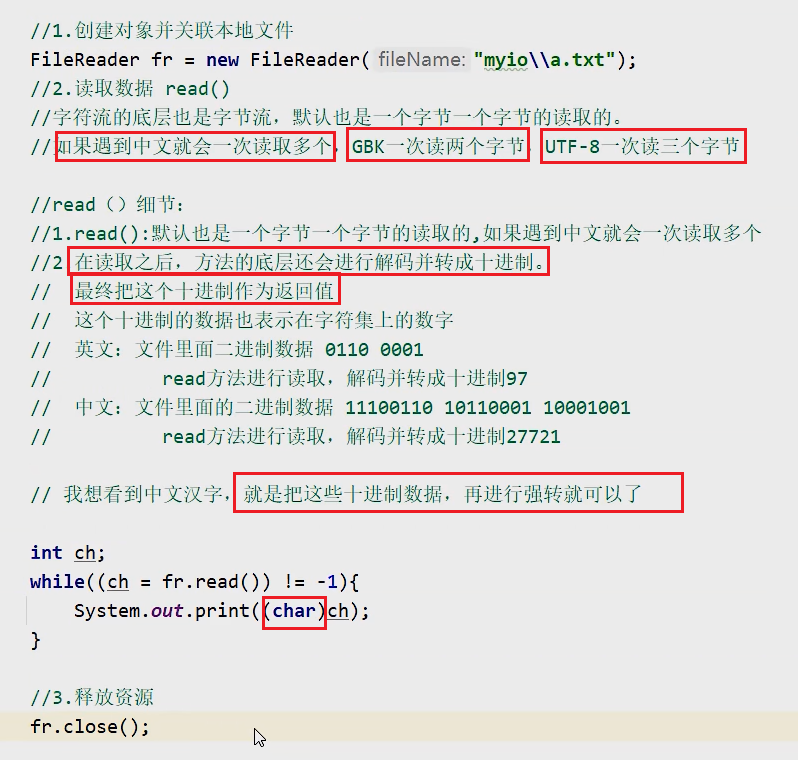 //1.创建对象并关联本地文件
FileReader fr = new FileReader( fileName: "myio\\a.txt");
//2.读取数据 read()
//字符流的底层也是字节流，默认也是一个字节一个字节的读取的。
//如果遇到中文就会一次读取多个，GBK一次读两个字节，UTF-8一次读三个字节
//read（）细节：
//1.read():默认也是一个字节一个字节的读取的,如果遇到中文就会一次读取多个
//2 在读取之后，方法的底层还会进行解码并转成十进制。
// 最终把这个十进制作为返回值
// 这个十进制的数据也表示在字符集上的数字
// 英文：文件里面二进制数据 0110 0001
// read方法进行读取，解码并转成十进制97
// 中文：文件里面的二进制数据 11100110 10110001 10001001
// read方法进行读取，解码并转成十进制27721
// 我想看到中文汉字，就是把这些十进制数据，再进行强转就可以了
int ch;
while((ch = fr.read()) != -1){
System.out.print((char)ch);
}
//3.释放资源
fr.close();